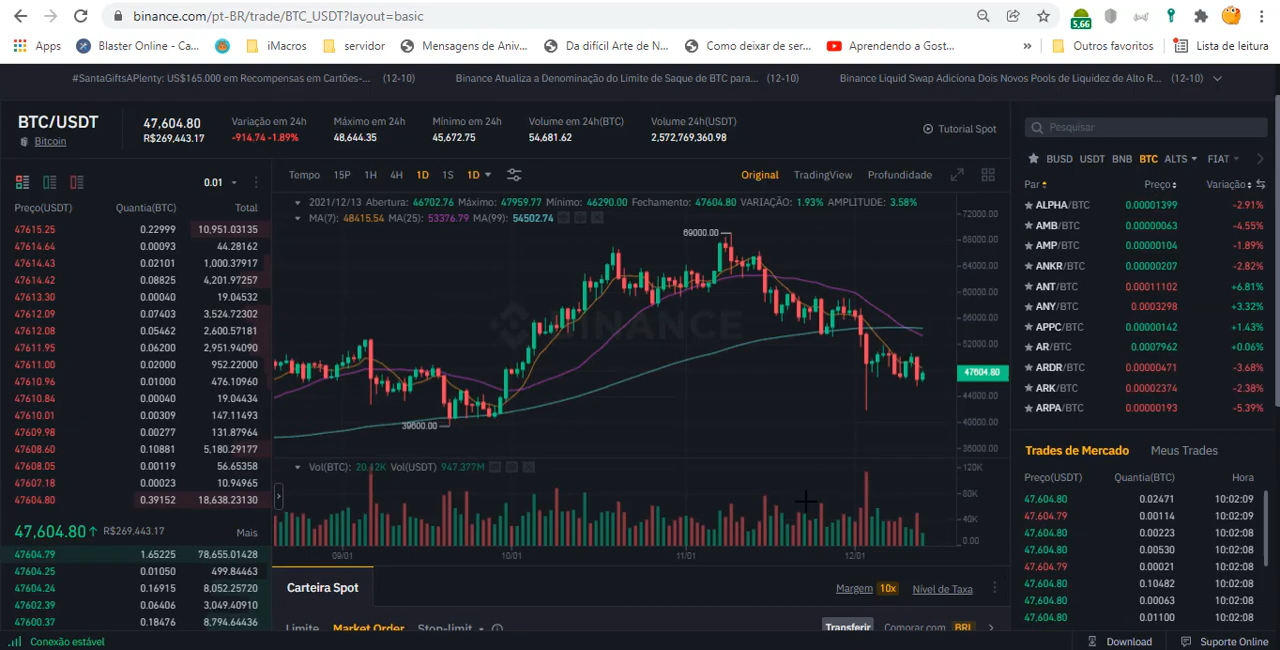 binance.com/pt-BR/trade/BTC_USDT?layout=basic
5,66
Apps Blaster Online - Ca... iMacros servidor Mensagens de Aniv... Da difícil Arte de N... Como deixar de ser... Aprendendo a Gost... » Outros favoritos Lista de leitura
#SantaGiftsAPlenty: US$165.000 em Recompensas em Cartões-... (12-10) Binance Atualiza a Denominação do Limite de Saque de BTC para... (12-10) Binance Liquid Swap Adiciona Dois Novos Pools de Liquidez de Alto R... (12-10)
BTC/USDT
Bitcoin
47,604.80
R$269,443.17
Variação em 24h
-914.74 -1.89%
Máximo em 24h
48,644.35
Mínimo em 24h
45,672.75
Volume em 24h(BTC)
54,681.62
Volume 24h(USDT)
2,572,769,360.98
Tutorial Spot
0.01
Preço(USDT) Quantia(BTC) Total
47615.25 0.22999 10,951.03135
47614.64 0.00093 44.28162
47614.43 0.02101 1,000.37917
47614.42 0.08825 4,201.97257
47613.30 0.00040 19.04532
47612.09 0.07403 3,524.72302
47612.08 0.05462 2,600.57181
47611.95 0.06200 2,951.94090
47611.00 0.02000 952.22000
47610.96 0.01000 476.10960
47610.84 0.00040 19.04434
47610.01 0.00309 147.11493
47609.98 0.00277 131.87964
47608.60 0.10881 5,180.29177
47608.05 0.00119 56.65358
47607.18 0.00023 10.94965
47604.80 0.39152 18,638.23130
47,604.80 R$269,443.17 Mais
47604.79 1.65225 78,655.01428
47604.25 0.01050 499.84463
47604.24 0.16915 8,052.25720
47602.39 0.06406 3,049.40910
47600.37 0.18476 8,794.64436
Tempo 15P 1H 4H 1D 1S 1D
Original TradingView Profundidade
2021/12/13 Abertura: 46702.76 Máximo: 47959.77 Mínimo: 46290.00 Fechamento: 47604.80 VARIAÇÃO: 1.93% AMPLITUDE: 3.58%
MA(7): 48415.54 MA(25): 53376.79 MA(99): 54502.74
72000.00
68000.00
64000.00
60000.00
56000.00
52000.00
47604.80
44000.00
40000.00
36000.00
69000.00
39600.00
BINANCE
Vol(BTC): 20.12K Vol(USDT) 947.377M
120K
80K
40K
0.00
09/01 10/01 11/01 12/01
Carteira Spot
Margem 10x Nível de Taxa
Limite Market Order Stop-limit
Transferir Comprar com BRL
Pesquisar
BUSD USDT BNB BTC ALTS FIAT
Par Preço Variação
ALPHA/BTC 0.00001399 -2.91%
AMB/BTC 0.00000063 -4.55%
AMP/BTC 0.00000104 -1.89%
ANKR/BTC 0.00000207 -2.82%
ANT/BTC 0.00011102 +6.81%
ANY/BTC 0.0003298 +3.32%
APPC/BTC 0.00000142 +1.43%
AR/BTC 0.0007962 +0.06%
ARDR/BTC 0.00000471 -3.68%
ARK/BTC 0.00002374 -2.38%
ARPA/BTC 0.00000193 -5.39%
Trades de Mercado Meus Trades
Preço(USDT) Quantia(BTC) Hora
47,604.80 0.02471 10:02:09
47,604.79 0.00114 10:02:09
47,604.80 0.00223 10:02:08
47,604.80 0.00530 10:02:08
47,604.79 0.00021 10:02:08
47,604.80 0.10482 10:02:08
47,604.80 0.00063 10:02:08
47,604.80 0.01100 10:02:08
Conexão estável
Download Suporte Online